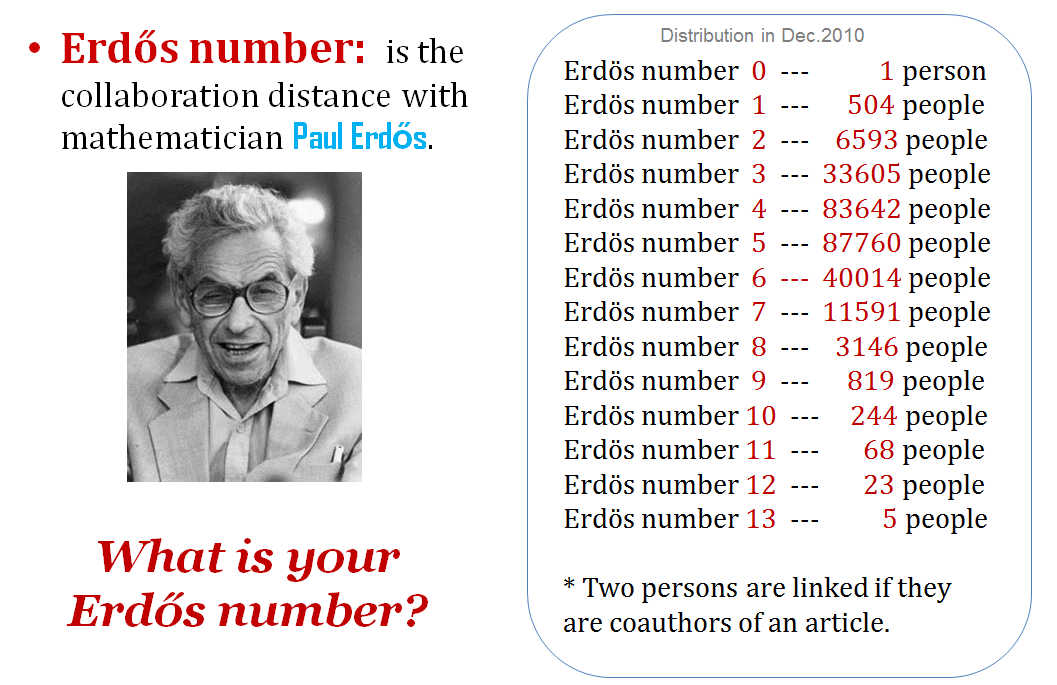 • Erdős number: is the
collaboration distance with
mathematician Paul Erdős.
What is your
Erdős number?
Distribution in Dec.2010
Erdös number 0 --- 1 person
Erdös number 1 --- 504 people
Erdös number 2 --- 6593 people
Erdös number 3 --- 33605 people
Erdös number 4 --- 83642 people
Erdös number 5 --- 87760 people
Erdös number 6 --- 40014 people
Erdös number 7 --- 11591 people
Erdös number 8 --- 3146 people
Erdös number 9 --- 819 people
Erdös number 10 --- 244 people
Erdös number 11 --- 68 people
Erdös number 12 --- 23 people
Erdös number 13 --- 5 people
* Two persons are linked if they
are coauthors of an article.